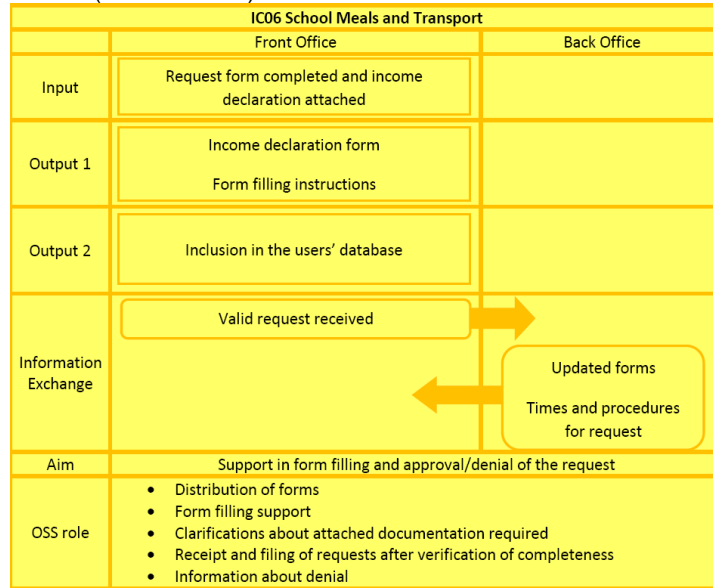 IC06 School Meals and Transport
Front Office
Back Office
Input
Request form completed and income
declaration attached
Output 1
Income declaration form
Form filling instructions
Output 2
Inclusion in the users’ database
Information
Exchange
Valid request received
Updated forms
Times and procedures
for request
Aim
Support in form filling and approval/denial of the request
OSS role
• Distribution of forms
• Form filling support
• Clarifications about attached documentation required
• Receipt and filing of requests after verification of completeness
• Information about denial